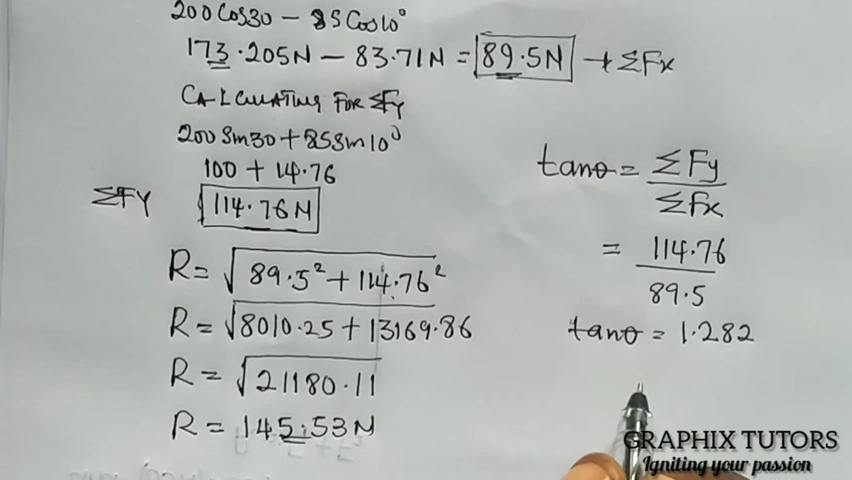 200 Cos30 - 85 Cos10°
173.205N - 83.71N = 89.5N → ΣFx
CALCULATING FOR ΣFy
200 Sin30 + 85Sin10°
100 + 14.76
ΣFY 114.76N
R = √89.5² + 114.76²
R = √8010.25 + 13169.86
R = √21180.11
R = 145.53N
tanθ = ΣFy
ΣFx
= 114.76
89.5
tanθ = 1.282
GRAPHIX TUTORS
Igniting your passion